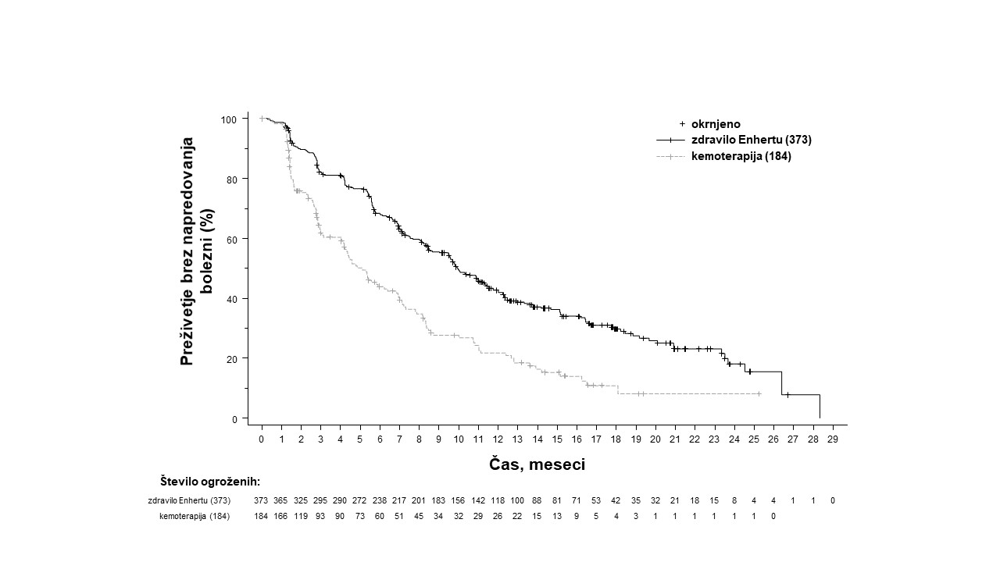 okrnjeno
zdravilo Enhertu (373)
kemoterapija (184)
Preživetje brez napredovanja
bolezni (%)
100
80
60
40
20
0
0 1 2 3 4 5 6 7 8 9 10 11 12 13 14 15 16 17 18 19 20 21 22 23 24 25 26 27 28 29
Čas, meseci
Število ogroženih:
zdravilo Enhertu (373) 373 365 325 295 290 272 238 217 201 183 156 142 118 100 88 81 71 53 42 35 32 21 18 15 8 4 4 1 1 0
kemoterapija (184) 184 166 119 93 90 73 60 51 45 34 32 29 26 22 15 13 9 5 4 3 1 1 1 1 1 1 0